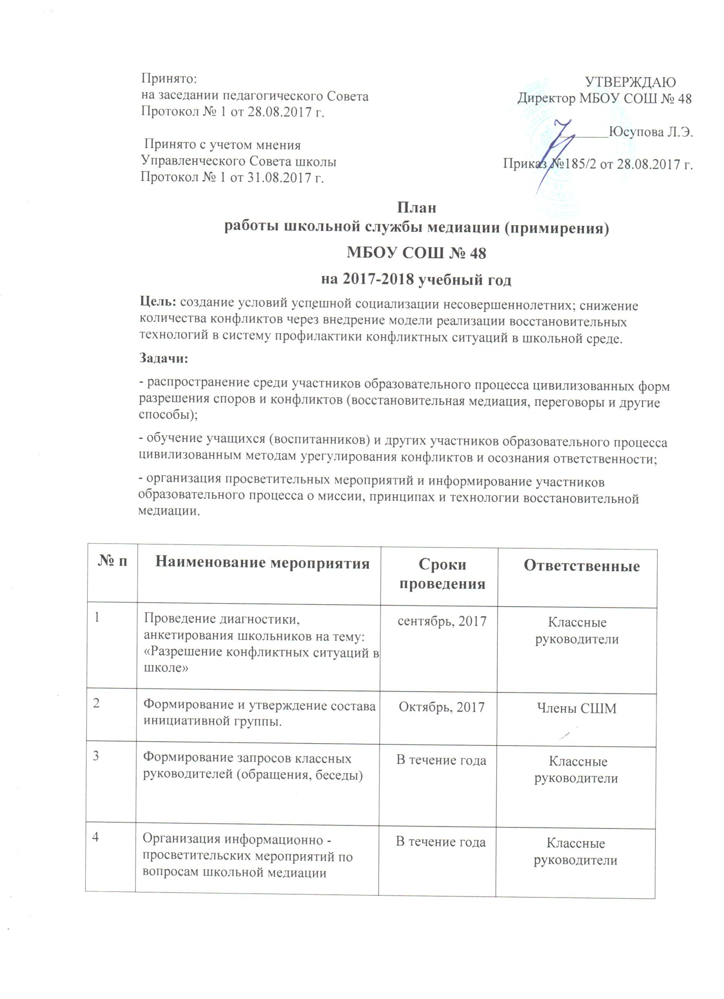 Принято:
на заседании педагогического Совета
Протокол № 1 от 28.08.2017 г.
Принято с учетом мнения
Управленческого Совета школы
Протокол № 1 от 31.08.2017 г.
УТВЕРЖДАЮ
Директор МБОУ СОШ № 48
Юсупова Л.Э.
Приказ №185/2 от 28.08.2017 г.
План
работы школьной службы медиации (примирения)
МБОУ СОШ № 48
на 2017-2018 учебный год
Цель: создание условий успешной социализации несовершеннолетних; снижение
количества конфликтов через внедрение модели реализации восстановительных
технологий в систему профилактики конфликтных ситуаций в школьной среде.
Задачи:
- распространение среди участников образовательного процесса цивилизованных форм
разрешения споров и конфликтов (восстановительная медиация, переговоры и другие
способы);
- обучение учащихся (воспитанников) и других участников образовательного процесса
цивилизованным методам урегулирования конфликтов и осознания ответственности;
- организация просветительных мероприятий и информирование участников
образовательного процесса о миссии, принципах и технологии восстановительной
медиации.
№ п
Наименование мероприятия
Сроки
проведения
Ответственные
1
Проведение диагностики,
анкетирования школьников на тему:
«Разрешение конфликтных ситуаций в
школе»
сентябрь, 2017
Классные
руководители
2
Формирование и утверждение состава
инициативной группы.
Октябрь, 2017
Члены СШМ
3
Формирование запросов классных
руководителей (обращения, беседы)
В течение года
Классные
руководители
4
Организация информационно -
просветительских мероприятий по
вопросам школьной медиации
В течение года
Классные
руководители